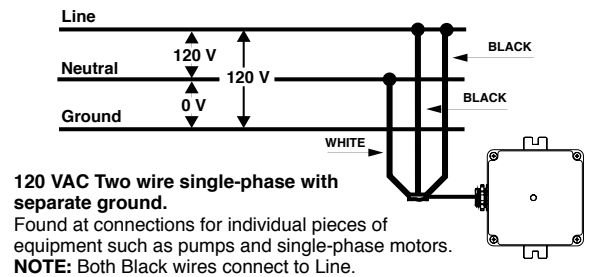 Line
BLACK
120 V
Neutral
120 V
0 V
BLACK
Ground
WHITE
120 VAC Two wire single-phase with
separate ground.
Found at connections for individual pieces of
equipment such as pumps and single-phase motors.
NOTE: Both Black wires connect to Line.